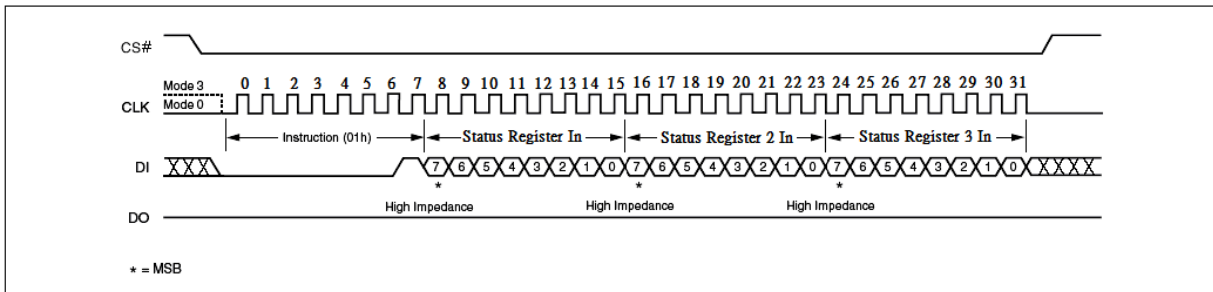 CS#
Mode 3
0 1 2 3 4 5 6 7 8 9 10 11 12 13 14 15 16 17 18 19 20 21 22 23 24 25 26 27 28 29 30 31
CLK
Mode 0
Instruction (01h) Status Register In Status Register 2 In Status Register 3 In
DI 7 6 5 4 3 2 1 0 7 6 5 4 3 2 1 0 7 6 5 4 3 2 1 0
* * *
High Impedance High Impedance High Impedance
DO
* = MSB